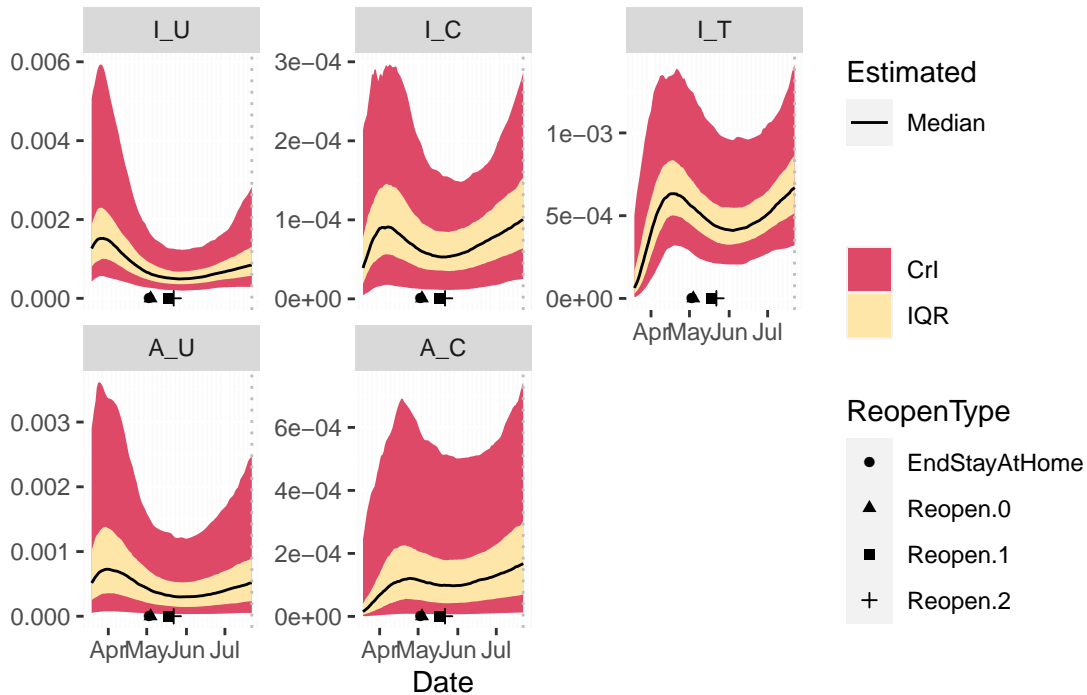 I_U
I_C
I_T
0.006
0.004
0.002
0.000
3e−04
2e−04
1e−04
0e+00
1e−03
5e−04
0e+00
Apr May Jun Jul
A_U
A_C
0.003
0.002
0.001
0.000
6e−04
4e−04
2e−04
0e+00
Apr May Jun Jul
Apr May Jun Jul
Date
Estimated
Median
CrI
IQR
ReopenType
EndStayAtHome
Reopen.0
Reopen.1
Reopen.2